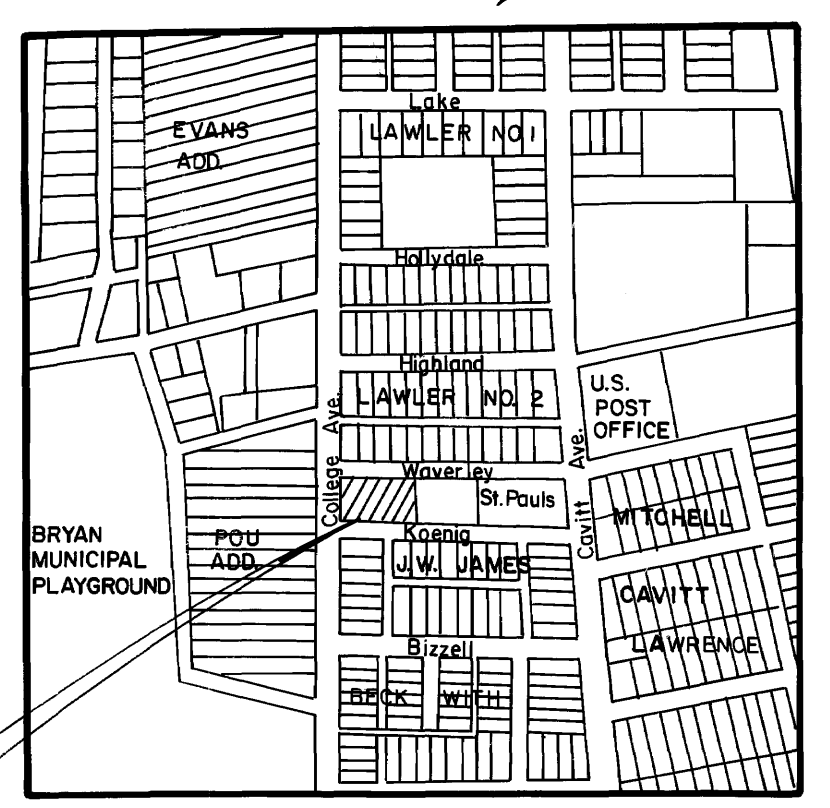 Lake
EVANS
ADD.
LAWLER NO 1
Hollydale
Highland
LAWLER NO. 2
U.S.
POST
OFFICE
College Ave.
Cavitt Ave.
Waverley
St. Pauls
MITCHELL
BRYAN
MUNICIPAL
PLAYGROUND
POU
ADD.
Koenig
J.W. JAMES
CAVITT
LAWRENCE
Bizzell
BECK WITH